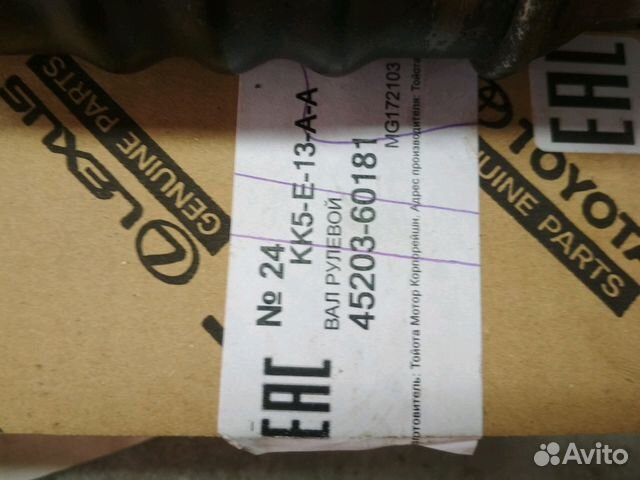 № 24
KK5-E-13-A-A
ВАЛ РУЛЕВОЙ
45203-60181
MG172103
Тойота Мотор Корпорейшн. Адрес производителя: Тойота
EAC
LEXUS
GENUINE PARTS
TOYOTA
GENUINE PARTS
EAC
Avito